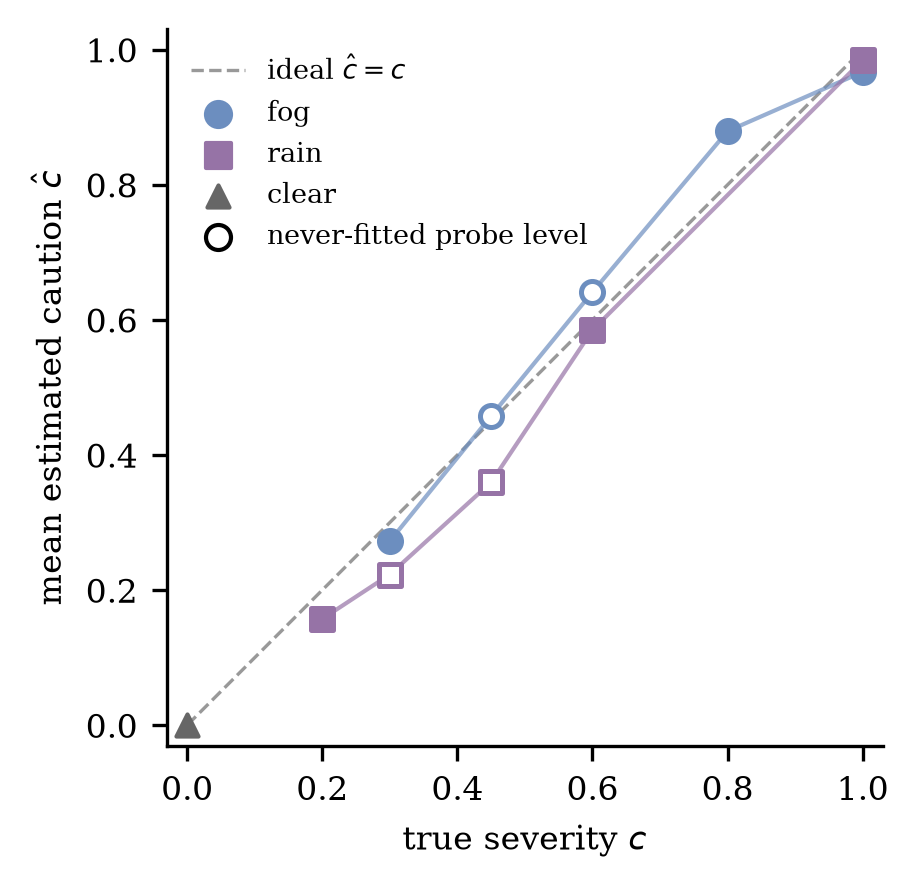 ideal ĉ = c
fog
rain
clear
never-fitted probe level
mean estimated caution ĉ
1.0
0.8
0.6
0.4
0.2
0.0
0.0 0.2 0.4 0.6 0.8 1.0
true severity c